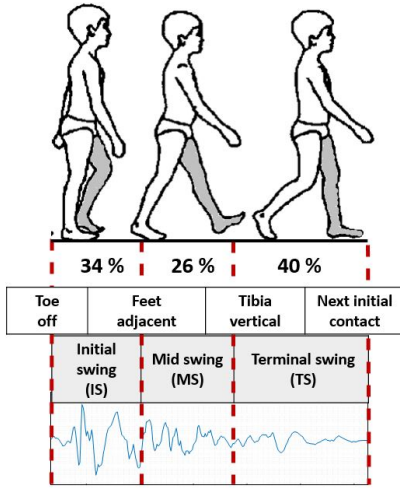 34 %
26 %
40 %
Toe
off
Feet
adjacent
Tibia
vertical
Next initial
contact
Initial
swing
(IS)
Mid swing
(MS)
Terminal swing
(TS)